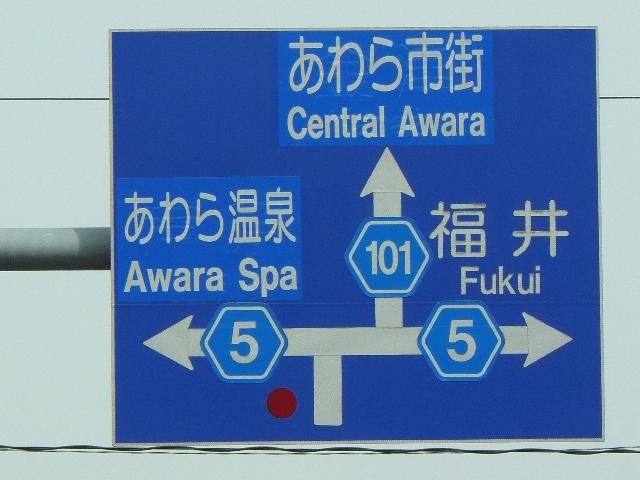 あわら市街
Central Awara
あわら温泉
Awara Spa
101
福井
Fukui
5
5